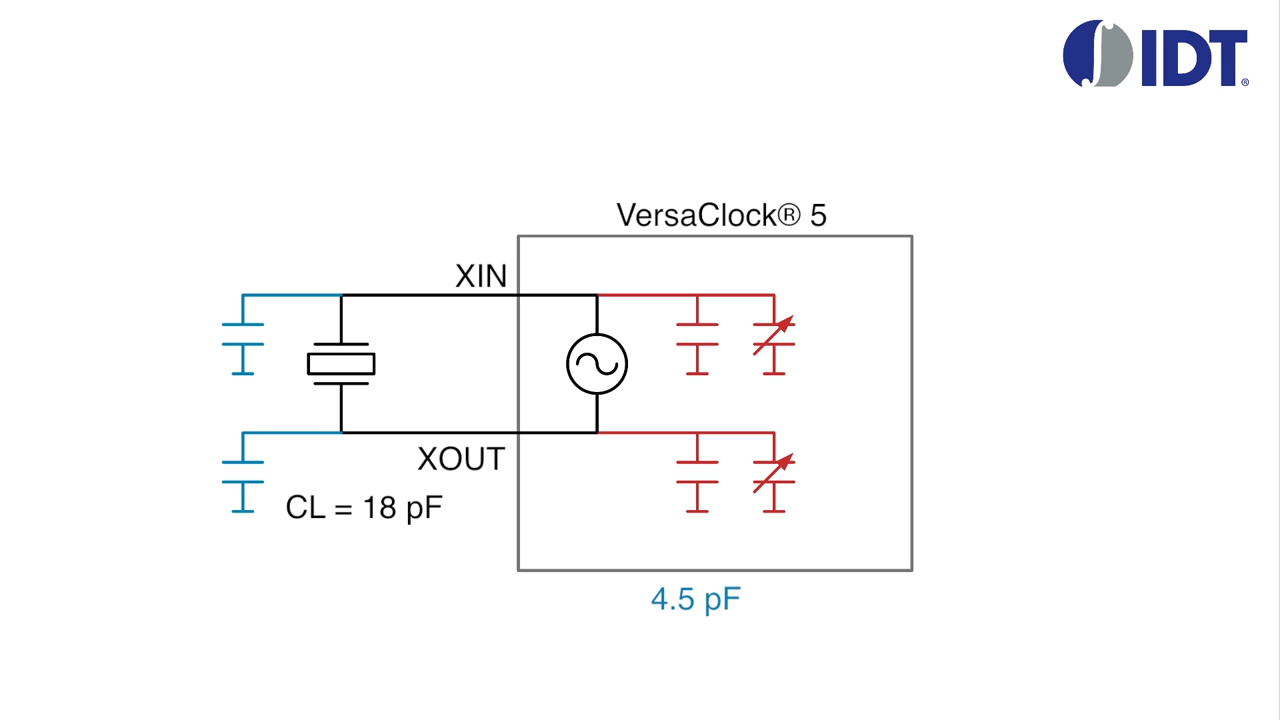 IDT®
VersaClock® 5
XIN
XOUT
CL = 18 pF
4.5 pF